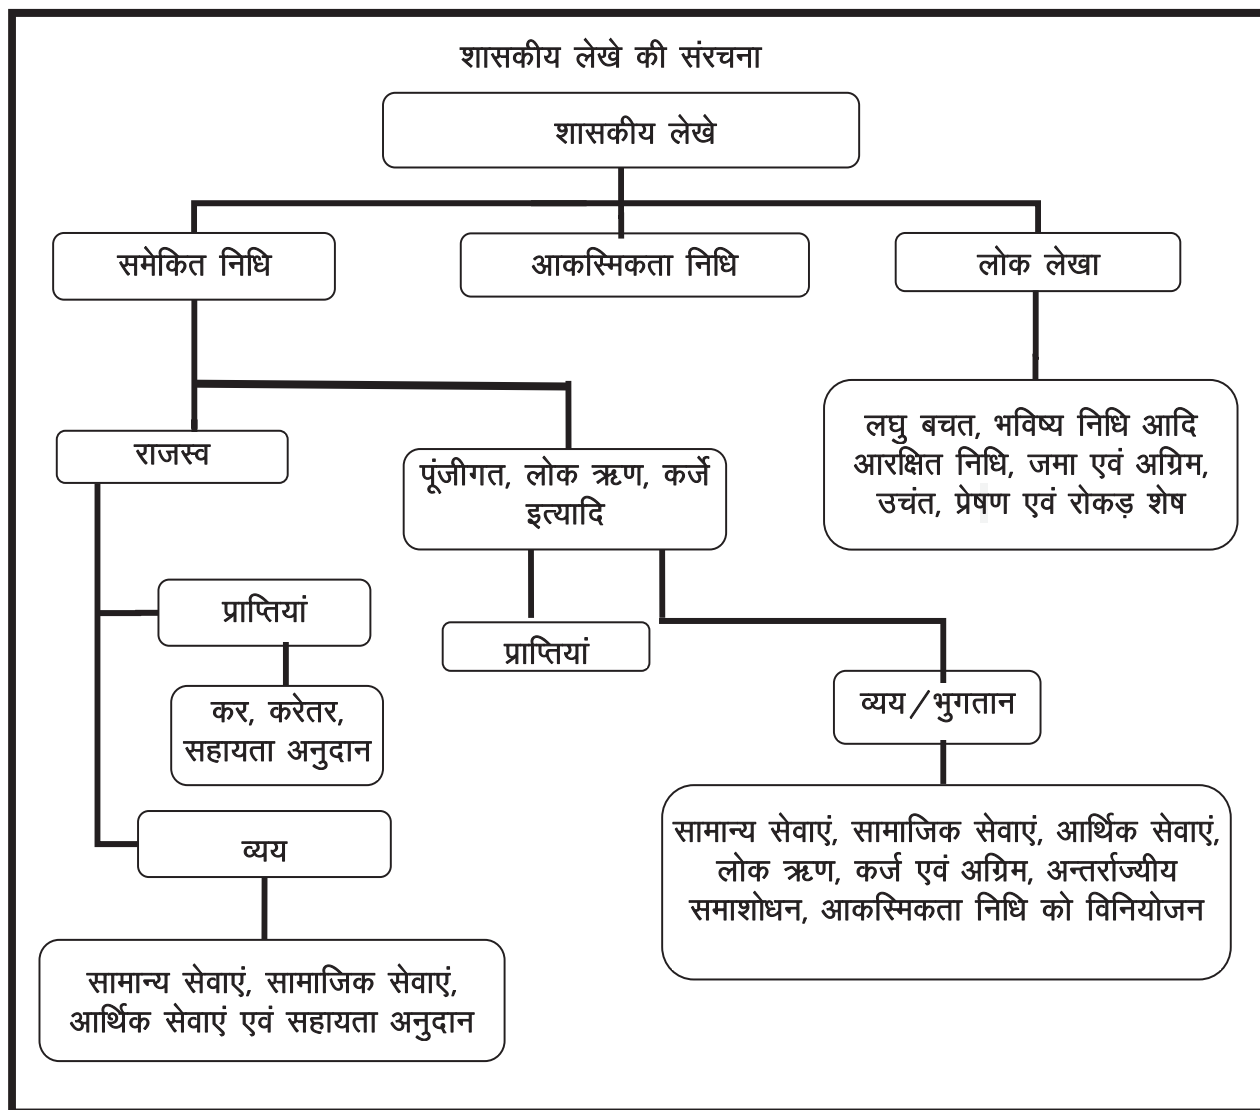 शासकीय लेखे की संरचना
शासकीय लेखे
समेकित निधि
आकस्मिकता निधि
लोक लेखा
राजस्व
पूंजीगत, लोक ऋण, कर्जे
इत्यादि
लघु बचत, भविष्य निधि आदि
आरक्षित निधि, जमा एवं अग्रिम,
उचंत, प्रेषण एवं रोकड़ शेष
प्राप्तियां
कर, करेतर,
सहायता अनुदान
प्राप्तियां
व्यय/भुगतान
व्यय
सामान्य सेवाएं, सामाजिक सेवाएं,
आर्थिक सेवाएं एवं सहायता अनुदान
सामान्य सेवाएं, सामाजिक सेवाएं, आर्थिक सेवाएं,
लोक ऋण, कर्ज एवं अग्रिम, अन्तर्राज्यीय
समाशोधन, आकस्मिकता निधि को विनियोजन